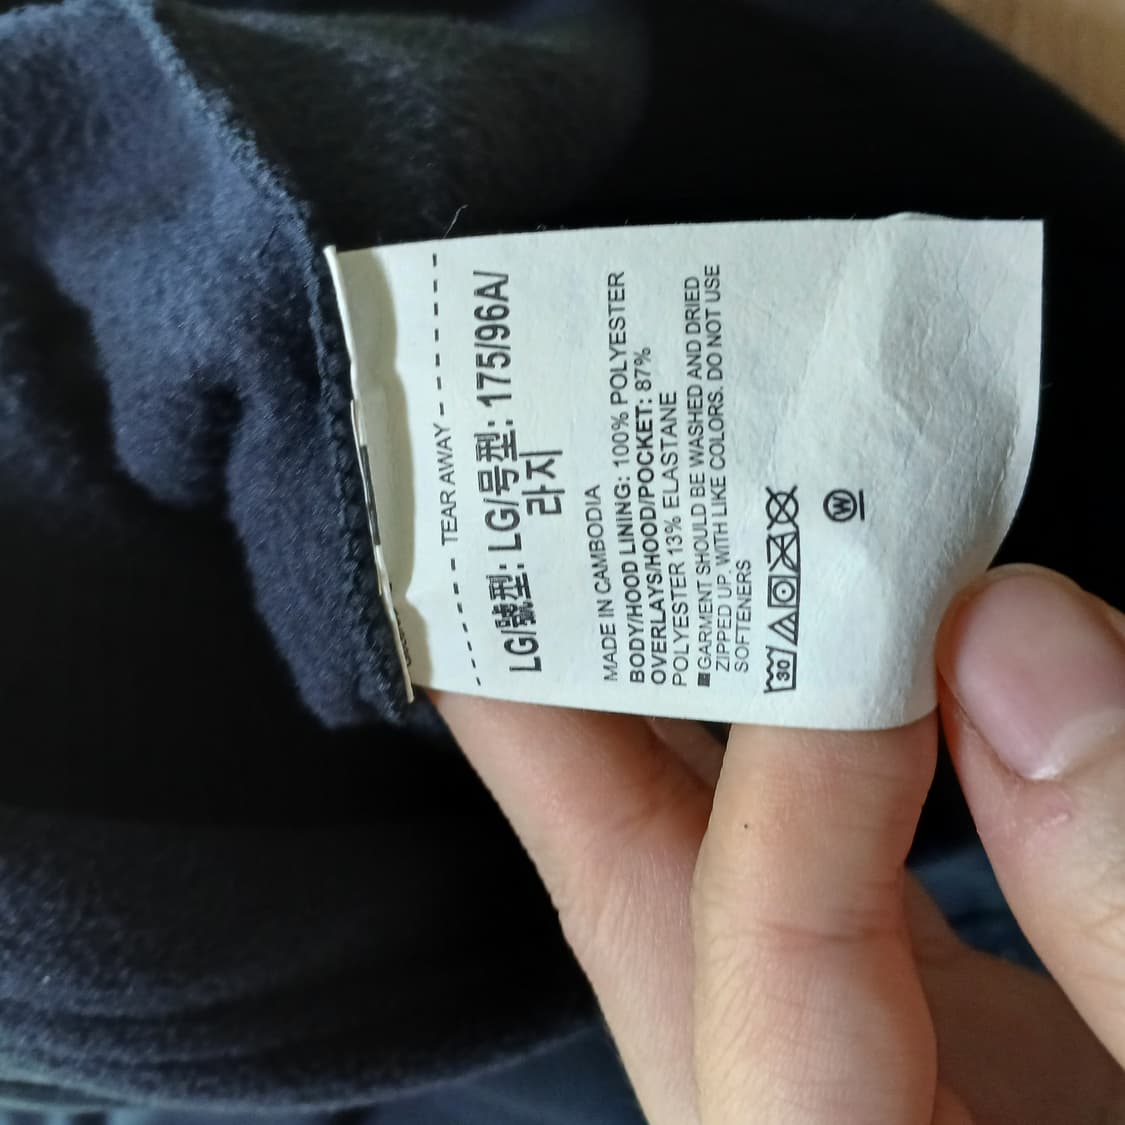 TEAR AWAY
LG/號型: LG/号型: 175/96A/
라지
MADE IN CAMBODIA
BODY/HOOD LINING: 100% POLYESTER
OVERLAYS/HOOD/POCKET: 87%
POLYESTER 13% ELASTANE
GARMENT SHOULD BE WASHED AND DRIED
ZIPPED UP. WITH LIKE COLORS. DO NOT USE
SOFTENERS
30
W